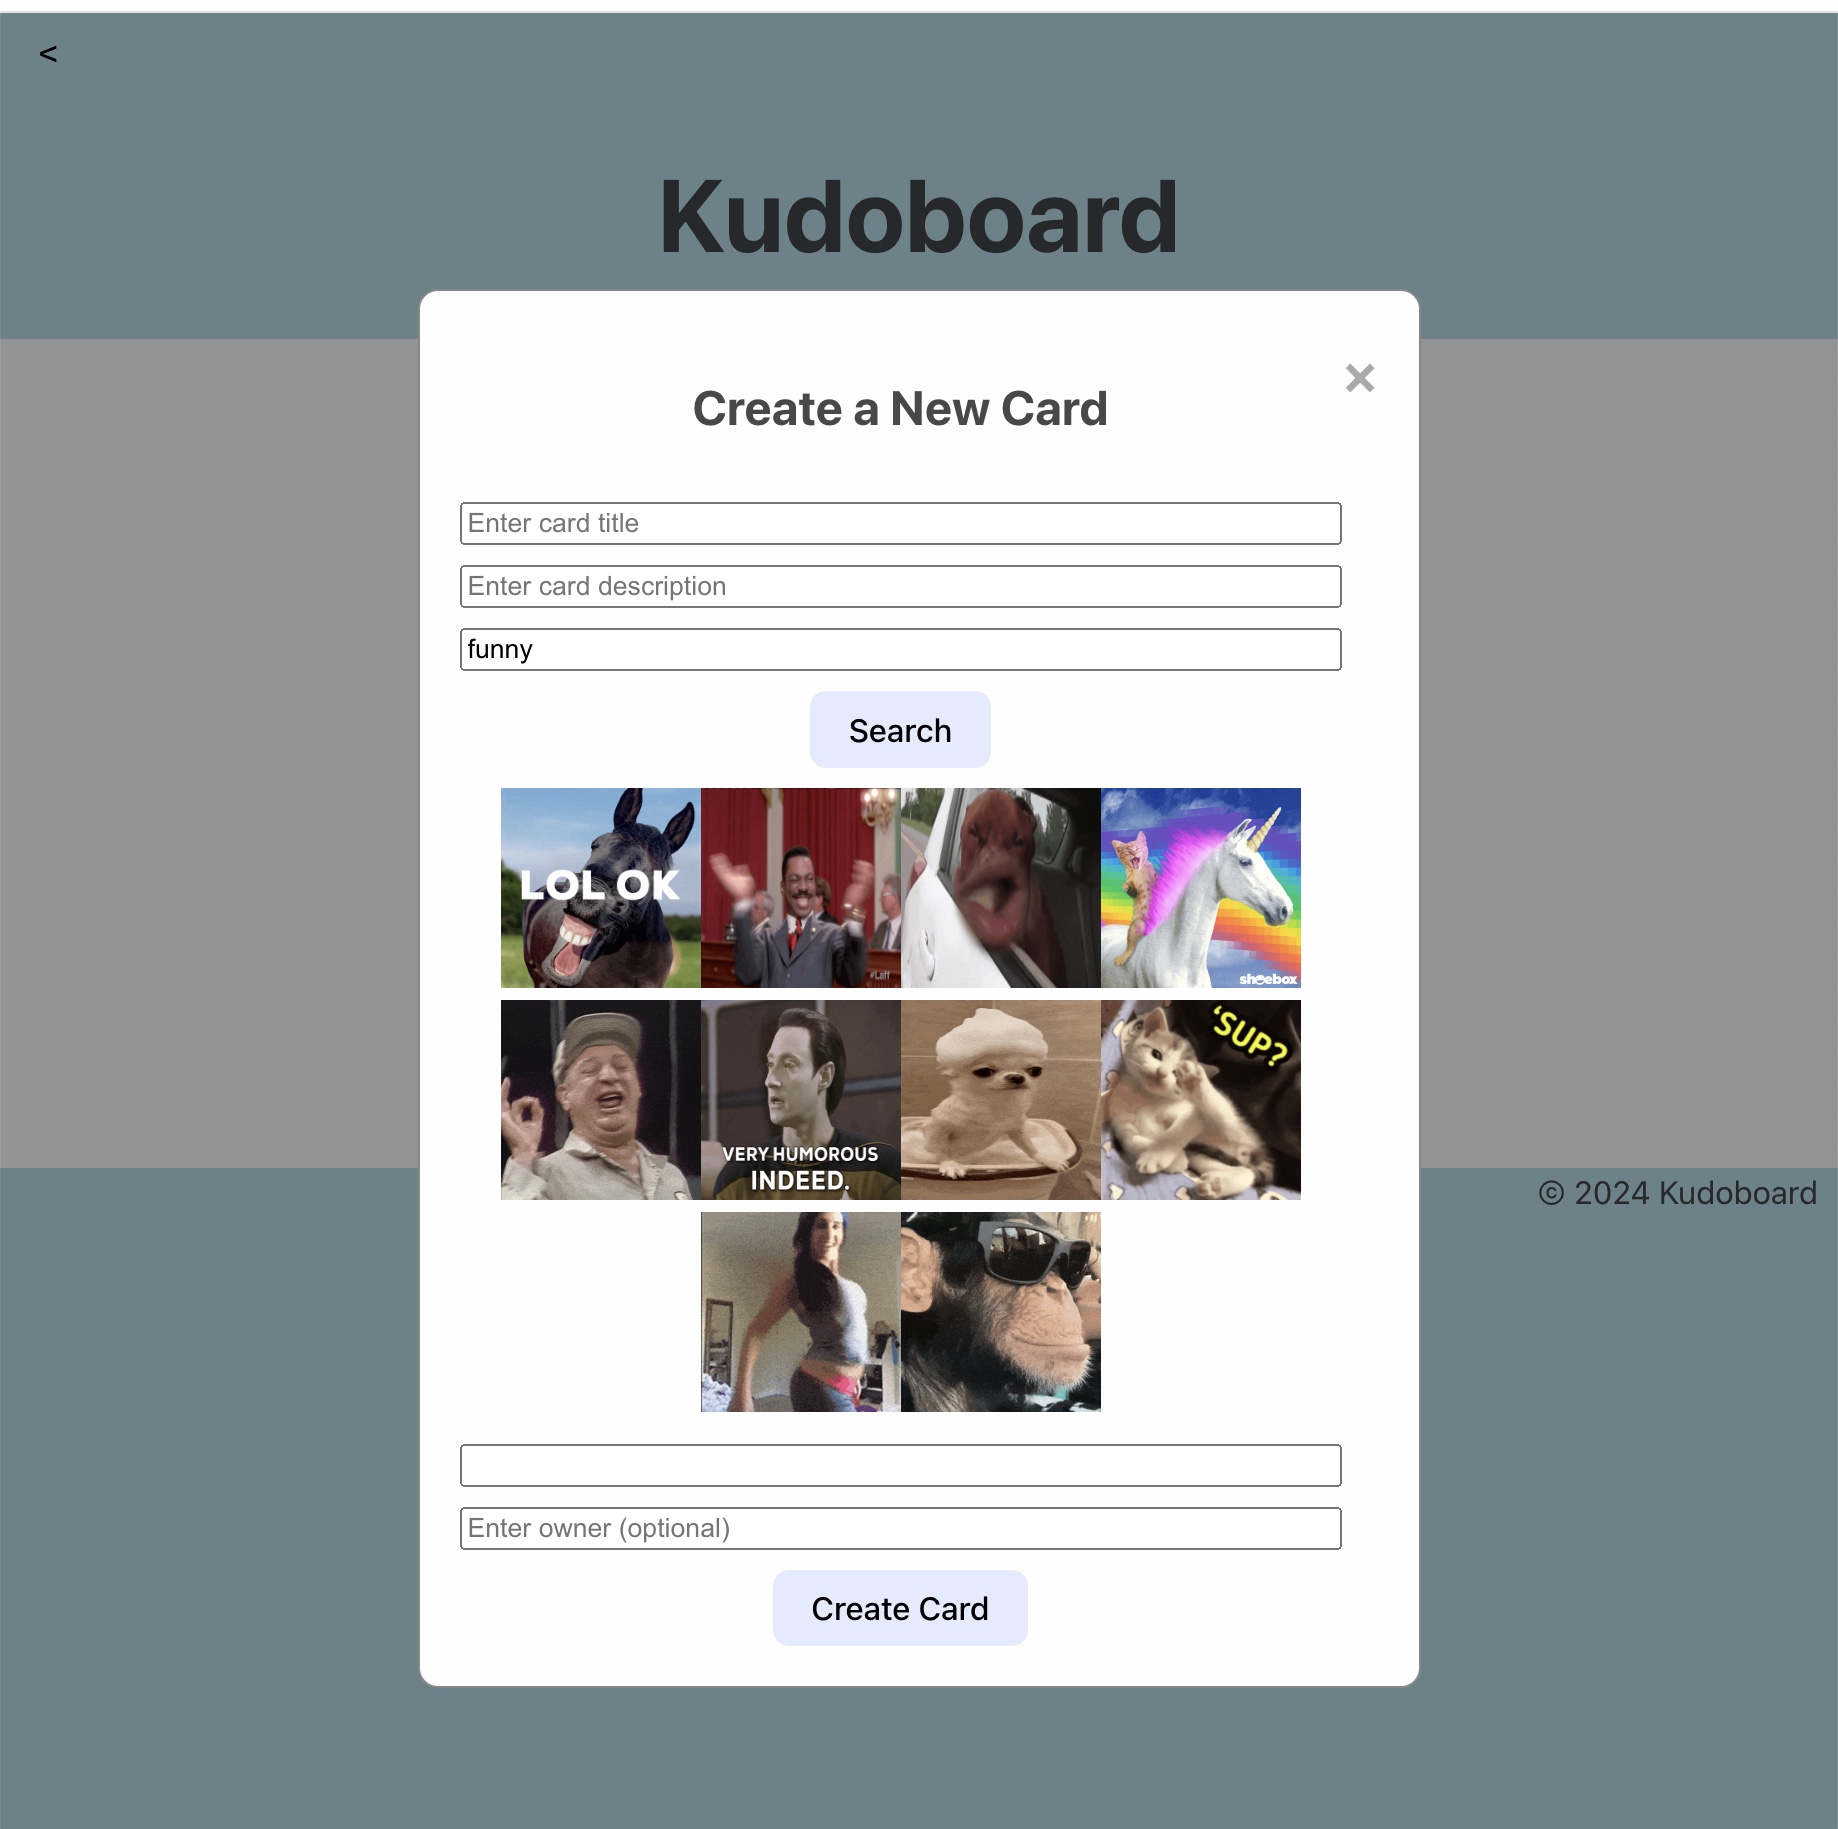 <
Kudoboard
×
Create a New Card
Enter card title
Enter card description
funny
Search
LOL OK
#Laff
shoebox
VERY HUMOROUS
INDEED.
'SUP?
© 2024 Kudoboard
Enter owner (optional)
Create Card